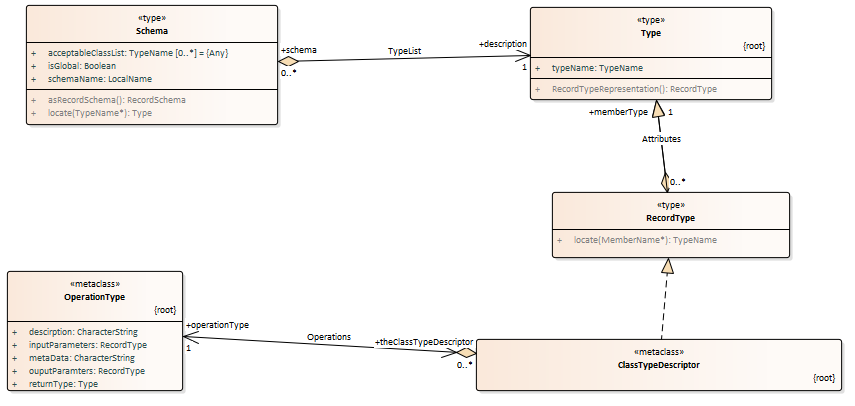 «type»
Schema
+ acceptableClassList: TypeName [0..*] = {Any}
+ isGlobal: Boolean
+ schemaName: LocalName
+ asRecordSchema(): RecordSchema
+ locate(TypeName*): Type
+schema
0..*
TypeList
+description
1
«type»
Type
{root}
+ typeName: TypeName
+ RecordTypeRepresentation(): RecordType
+memberType
1
Attributes
0..*
«type»
RecordType
+ locate(MemberName*): TypeName
«metaclass»
OperationType
{root}
+ descirption: CharacterString
+ inputParameters: RecordType
+ metaData: CharacterString
+ ouputParamters: RecordType
+ returnType: Type
+operationType
1
Operations
+theClassTypeDescriptor
0..*
«metaclass»
ClassTypeDescriptor
{root}